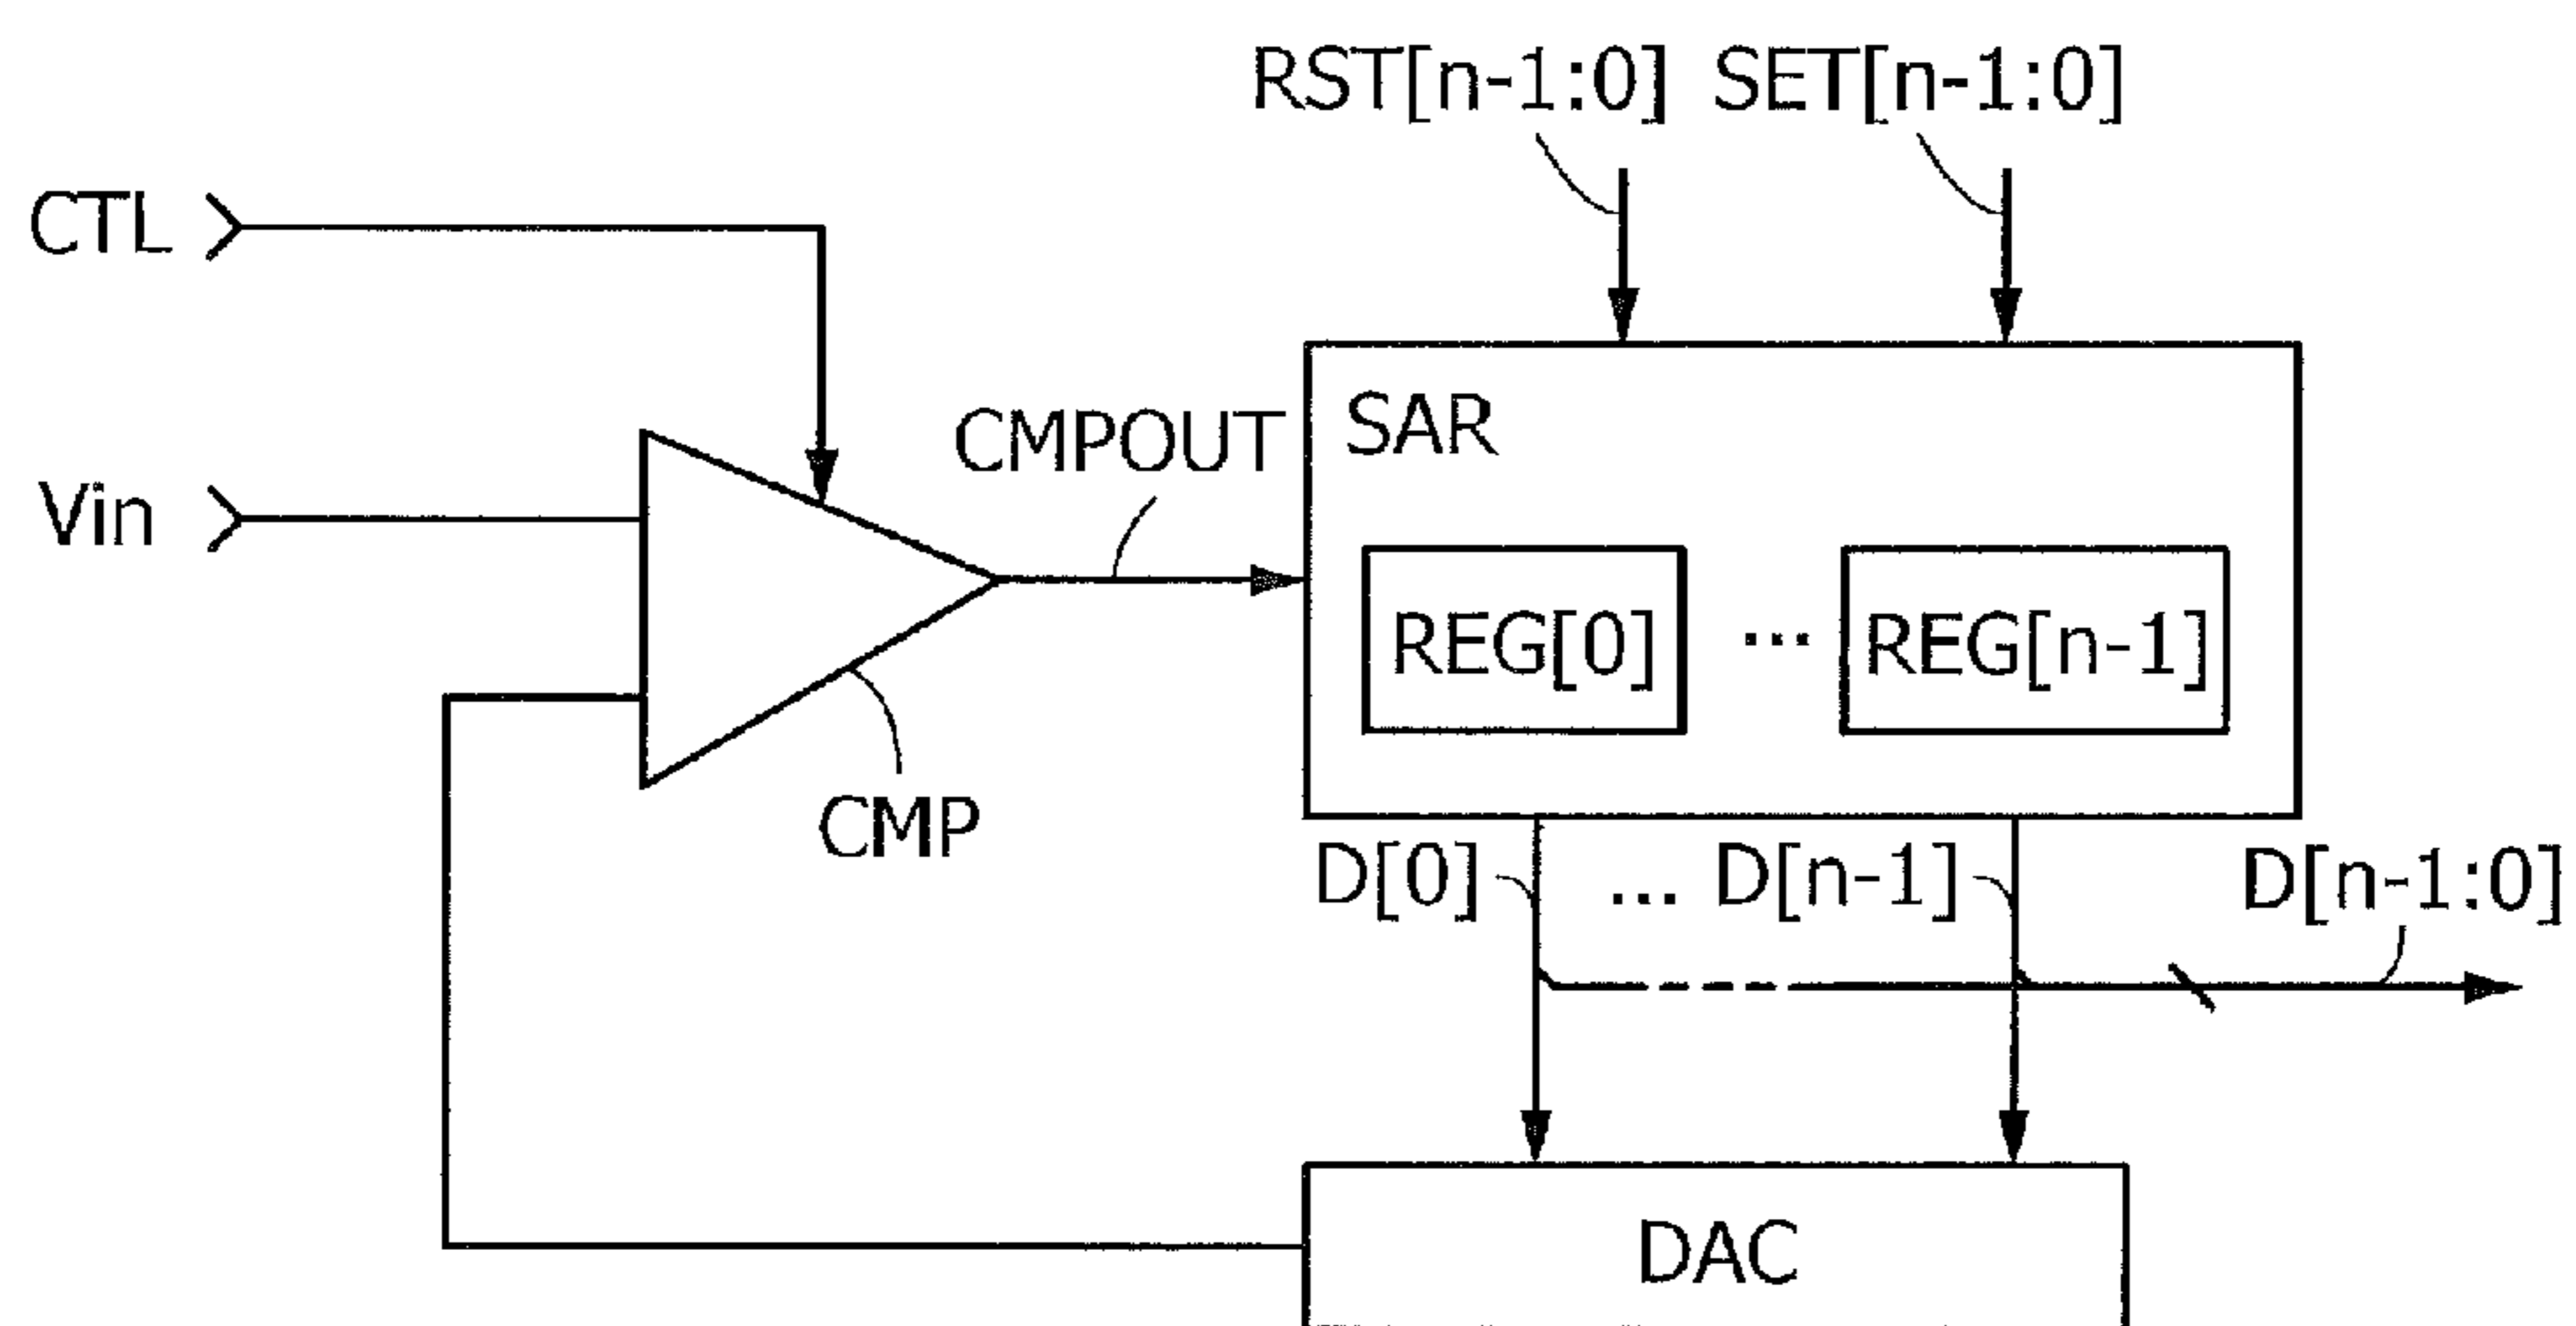 RST[n-1:0] SET[n-1:0]
CTL
Vin
CMPOUT
SAR
REG[0] ... REG[n-1]
CMP
D[0] ... D[n-1] D[n-1:0]
DAC